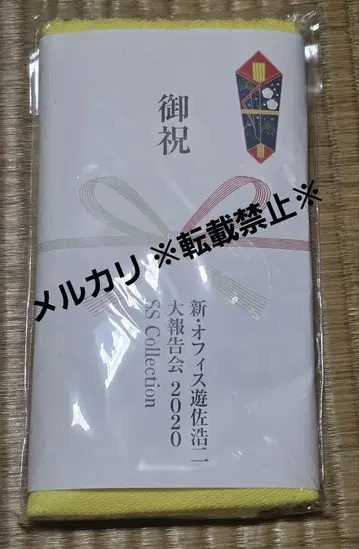 御祝
メルカリ ※転載禁止※
新・オフィス遊佐浩二
大報告会 2020
SS Collection